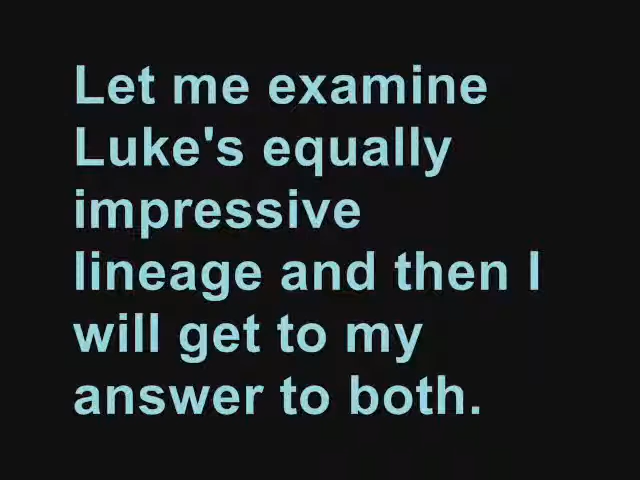 Let me examine
Luke's equally
impressive
lineage and then I
will get to my
answer to both.